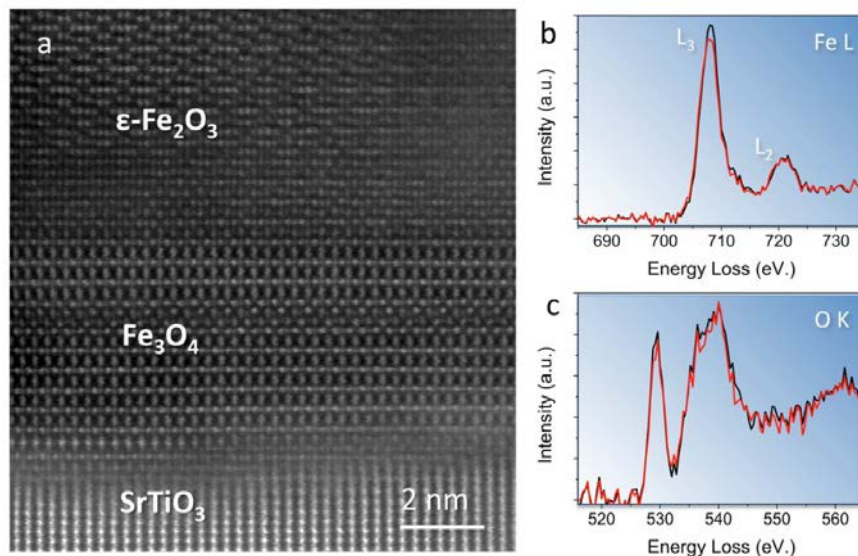 a
ε-Fe₂O₃
Fe₃O₄
SrTiO₃
2 nm
b
L₃
Fe L
L₂
Intensity (a.u.)
690 700 710 720 730
Energy Loss (eV.)
c
O K
Intensity (a.u.)
520 530 540 550 560
Energy Loss (eV.)